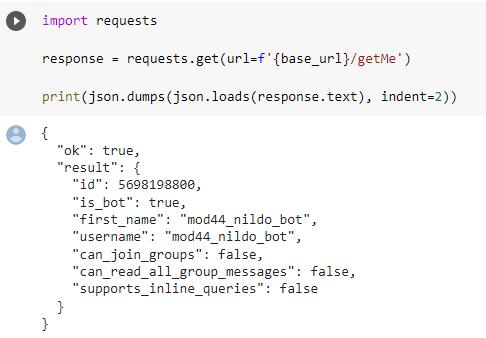 import requests
response = requests.get(url=f'{base_url}/getMe')
print(json.dumps(json.loads(response.text), indent=2))
{
  "ok": true,
  "result": {
    "id": 5698198800,
    "is_bot": true,
    "first_name": "mod44_nildo_bot",
    "username": "mod44_nildo_bot",
    "can_join_groups": false,
    "can_read_all_group_messages": false,
    "supports_inline_queries": false
  }
}